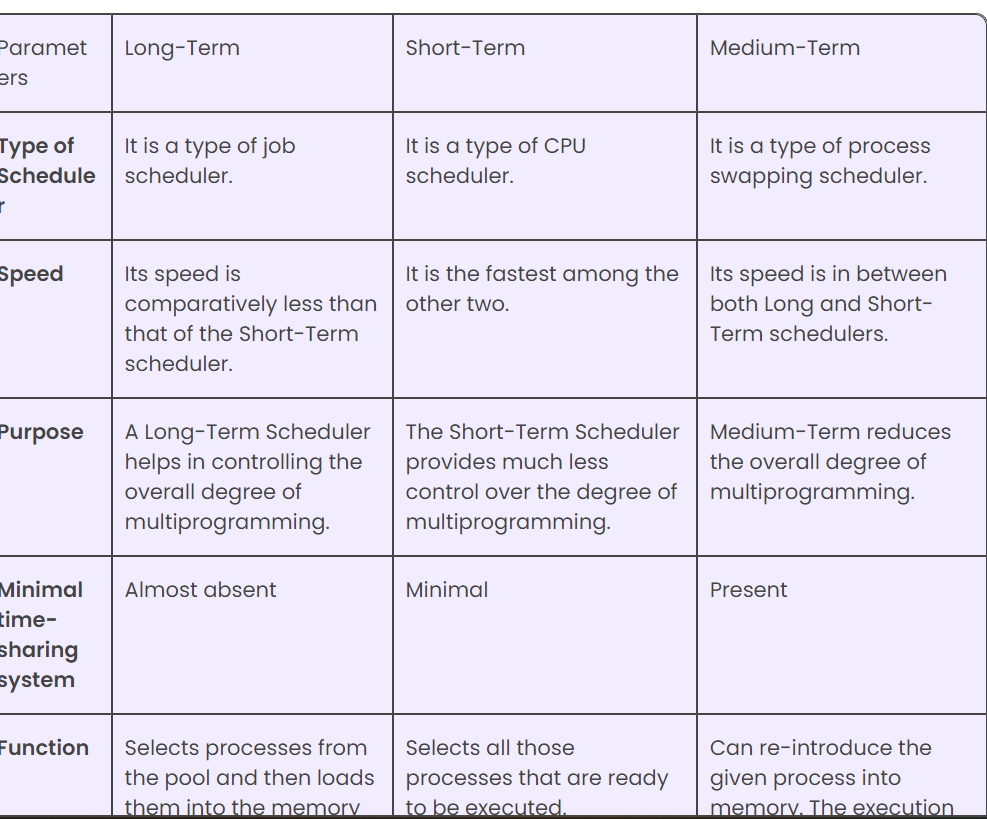 Paramet
ers
Long-Term
Short-Term
Medium-Term
Type of
Schedule
r
It is a type of job
scheduler.
It is a type of CPU
scheduler.
It is a type of process
swapping scheduler.
Speed
Its speed is
comparatively less than
that of the Short-Term
scheduler.
It is the fastest among the
other two.
Its speed is in between
both Long and Short-
Term schedulers.
Purpose
A Long-Term Scheduler
helps in controlling the
overall degree of
multiprogramming.
The Short-Term Scheduler
provides much less
control over the degree of
multiprogramming.
Medium-Term reduces
the overall degree of
multiprogramming.
Minimal
time-
sharing
system
Almost absent
Minimal
Present
Function
Selects processes from
the pool and then loads
them into the memory
Selects all those
processes that are ready
to be executed.
Can re-introduce the
given process into
memory. The execution